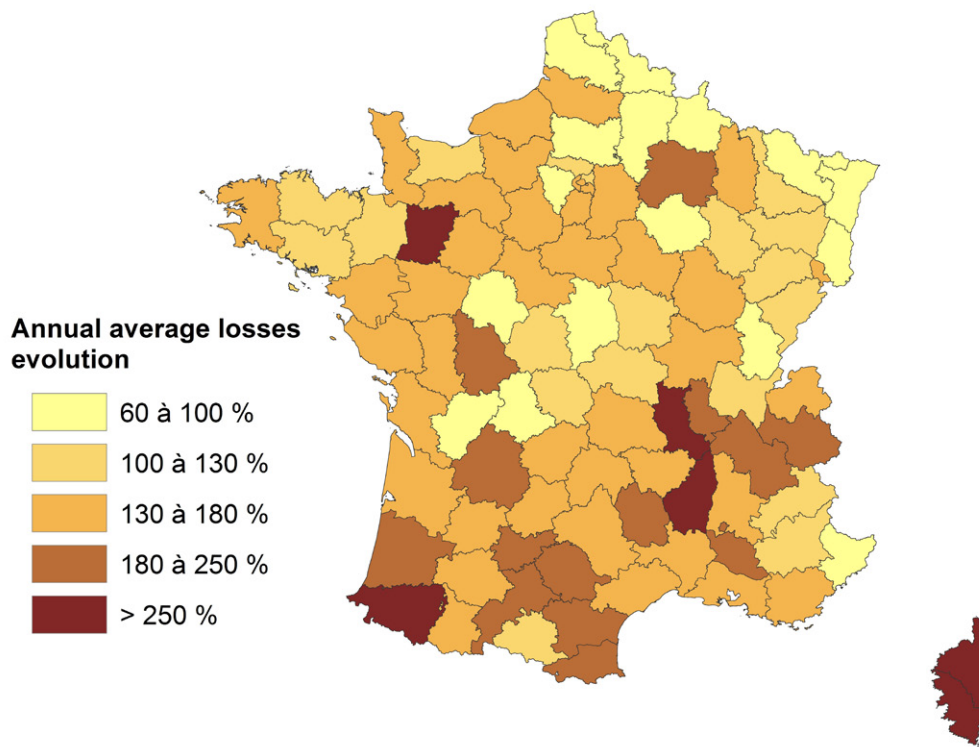 Annual average losses
evolution
60 à 100 %
100 à 130 %
130 à 180 %
180 à 250 %
> 250 %